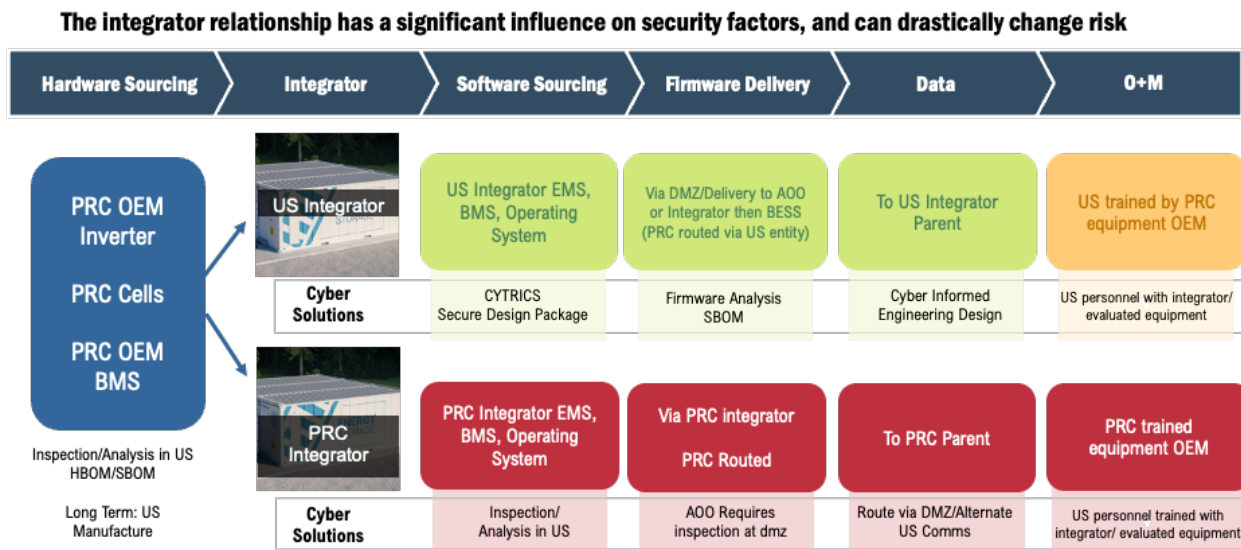 The integrator relationship has a significant influence on security factors, and can drastically change risk
Hardware Sourcing
Integrator
Software Sourcing
Firmware Delivery
Data
O+M
PRC OEM
Inverter
PRC Cells
PRC OEM
BMS
Inspection/Analysis in US
HBOM/SBOM
Long Term: US
Manufacture
US Integrator
STORAGE
US Integrator EMS,
BMS, Operating
System
Via DMZ/Delivery to AOO
or Integrator then BESS
(PRC routed via US entity)
To US Integrator
Parent
US trained by PRC
equipment OEM
Cyber
Solutions
CYTRICS
Secure Design Package
Firmware Analysis
SBOM
Cyber Informed
Engineering Design
US personnel with integrator/
evaluated equipment
PRC
Integrator
PRC Integrator EMS,
BMS, Operating
System
Via PRC integrator
PRC Routed
To PRC Parent
PRC trained
equipment OEM
Cyber
Solutions
Inspection/
Analysis in US
AOO Requires
inspection at dmz
Route via DMZ/Alternate
US Comms
US personnel trained with
integrator/ evaluated equipment